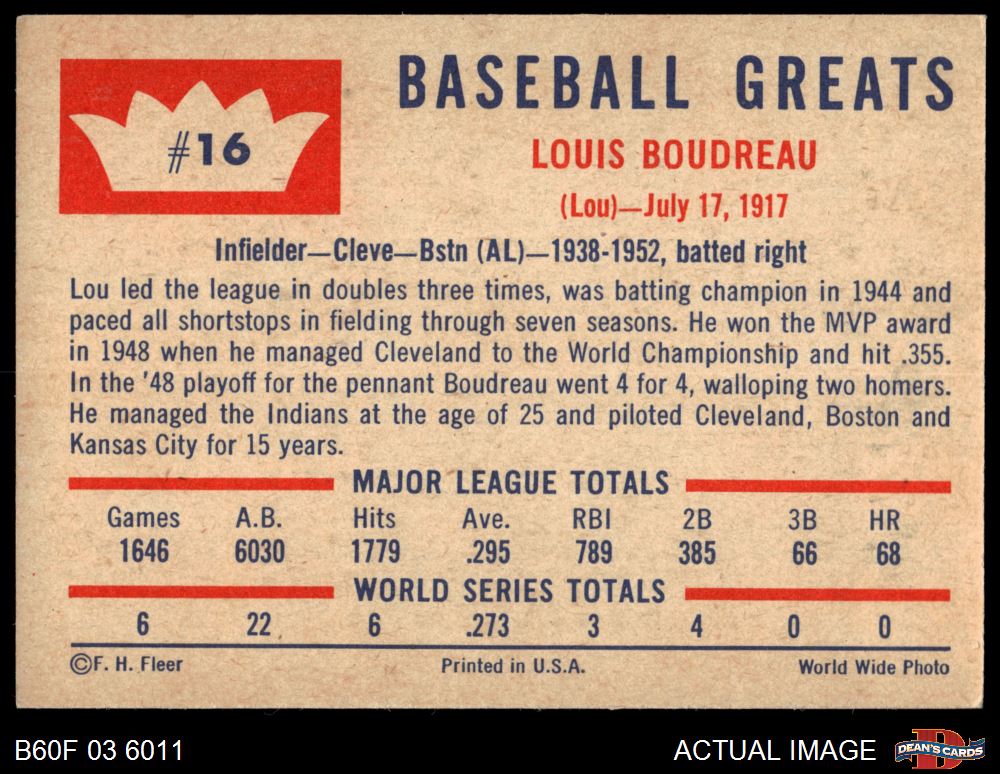 BASEBALL GREATS
#16
LOUIS BOUDREAU
(Lou)—July 17, 1917
Infielder—Cleve—Bstn (AL)—1938-1952, batted right
Lou led the league in doubles three times, was batting champion in 1944 and
paced all shortstops in fielding through seven seasons. He won the MVP award
in 1948 when he managed Cleveland to the World Championship and hit .355.
In the '48 playoff for the pennant Boudreau went 4 for 4, walloping two homers.
He managed the Indians at the age of 25 and piloted Cleveland, Boston and
Kansas City for 15 years.
MAJOR LEAGUE TOTALS
Games A.B. Hits Ave. RBI 2B 3B HR
1646 6030 1779 .295 789 385 66 68
WORLD SERIES TOTALS
6 22 6 .273 3 4 0 0
©F. H. Fleer Printed in U.S.A. World Wide Photo
B60F 03 6011 ACTUAL IMAGE DEAN'S CARDS